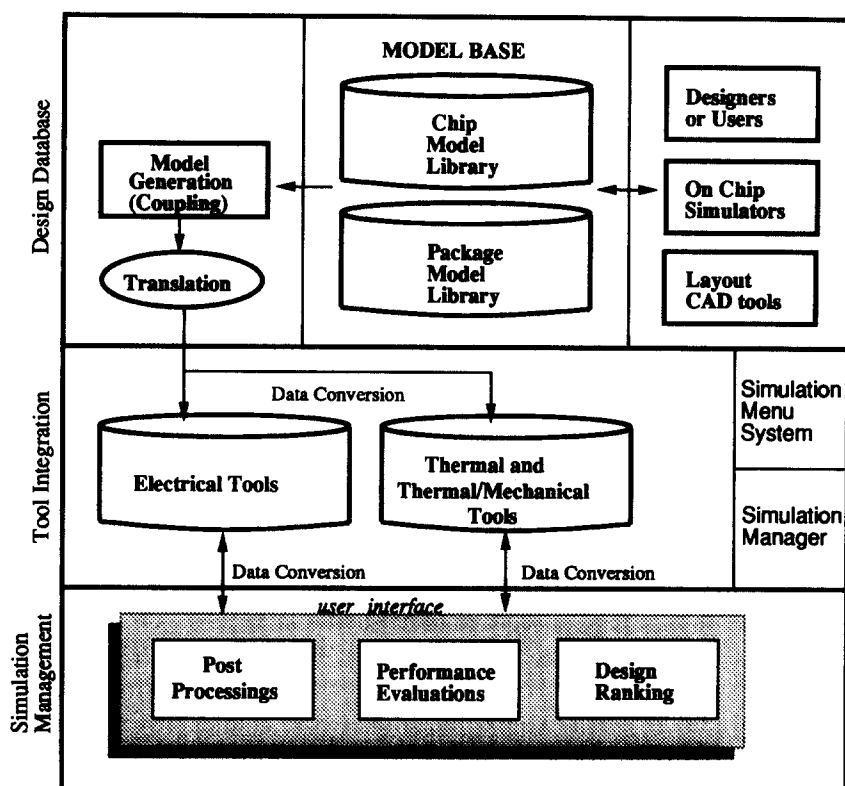 Design Database
MODEL BASE
Model
Generation
(Coupling)
Translation
Chip
Model
Library
Package
Model
Library
Designers
or Users
On Chip
Simulators
Layout
CAD tools
Tool Integration
Data Conversion
Electrical Tools
Thermal and
Thermal/Mechanical
Tools
Simulation
Menu
System
Simulation
Manager
Data Conversion
Data Conversion
Simulation
Management
user interface
Post
Processings
Performance
Evaluations
Design
Ranking